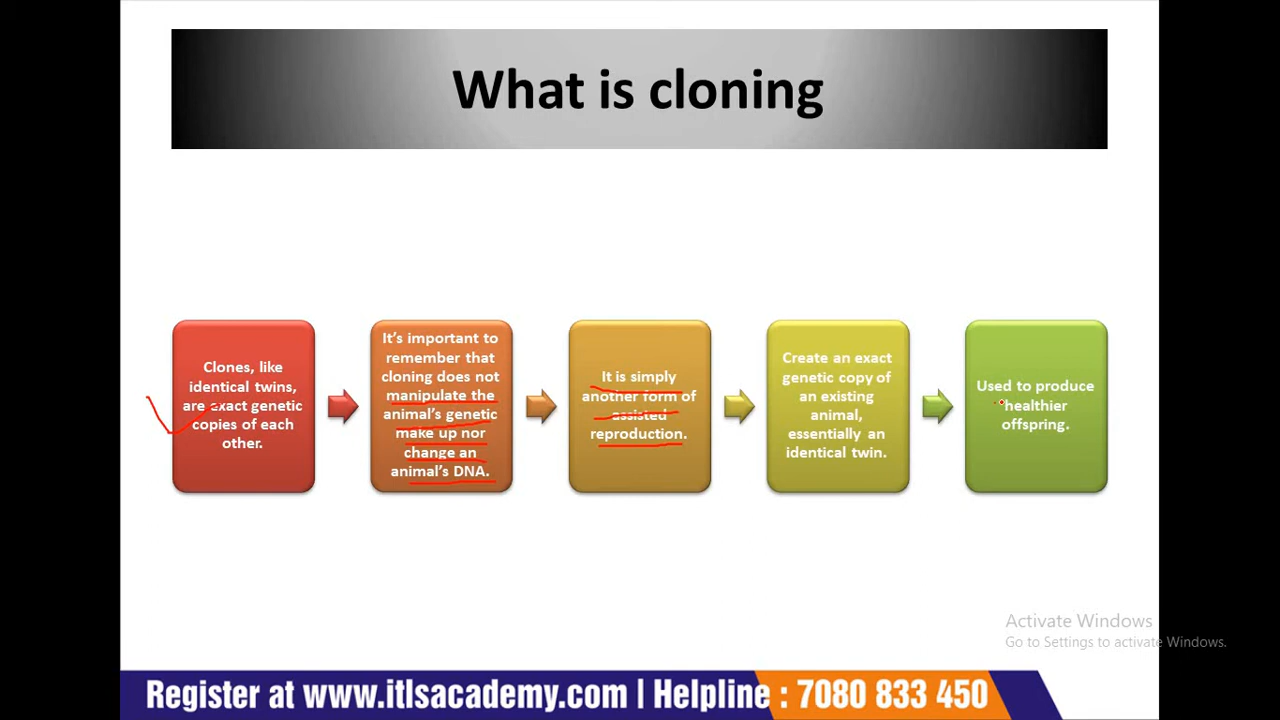 What is cloning
Clones, like
identical twins,
are exact genetic
copies of each
other.
It's important to
remember that
cloning does not
manipulate the
animal's genetic
make up nor
change an
animal's DNA.
It is simply
another form of
assisted
reproduction.
Create an exact
genetic copy of
an existing
animal,
essentially an
identical twin.
Used to produce
healthier
offspring.
Activate Windows
Go to Settings to activate Windows.
Register at www.itlsacademy.com | Helpline : 7080 833 450